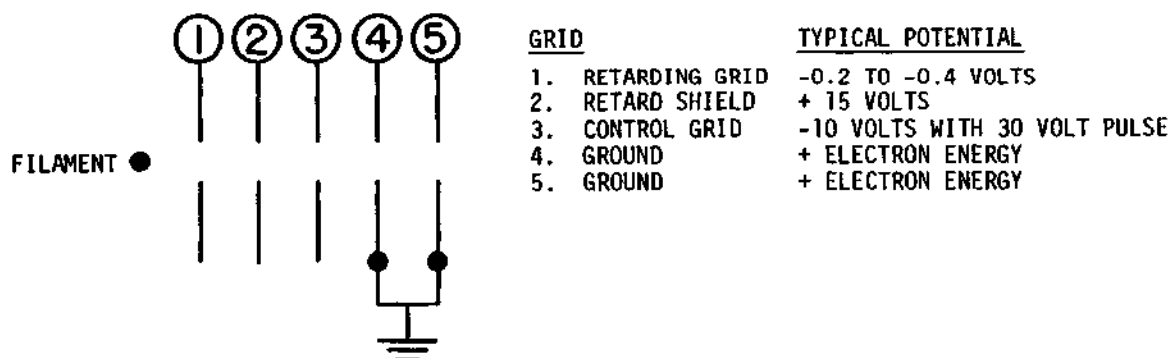 1 2 3 4 5
FILAMENT
GRID TYPICAL POTENTIAL
1. RETARDING GRID -0.2 TO -0.4 VOLTS
2. RETARD SHIELD + 15 VOLTS
3. CONTROL GRID -10 VOLTS WITH 30 VOLT PULSE
4. GROUND + ELECTRON ENERGY
5. GROUND + ELECTRON ENERGY